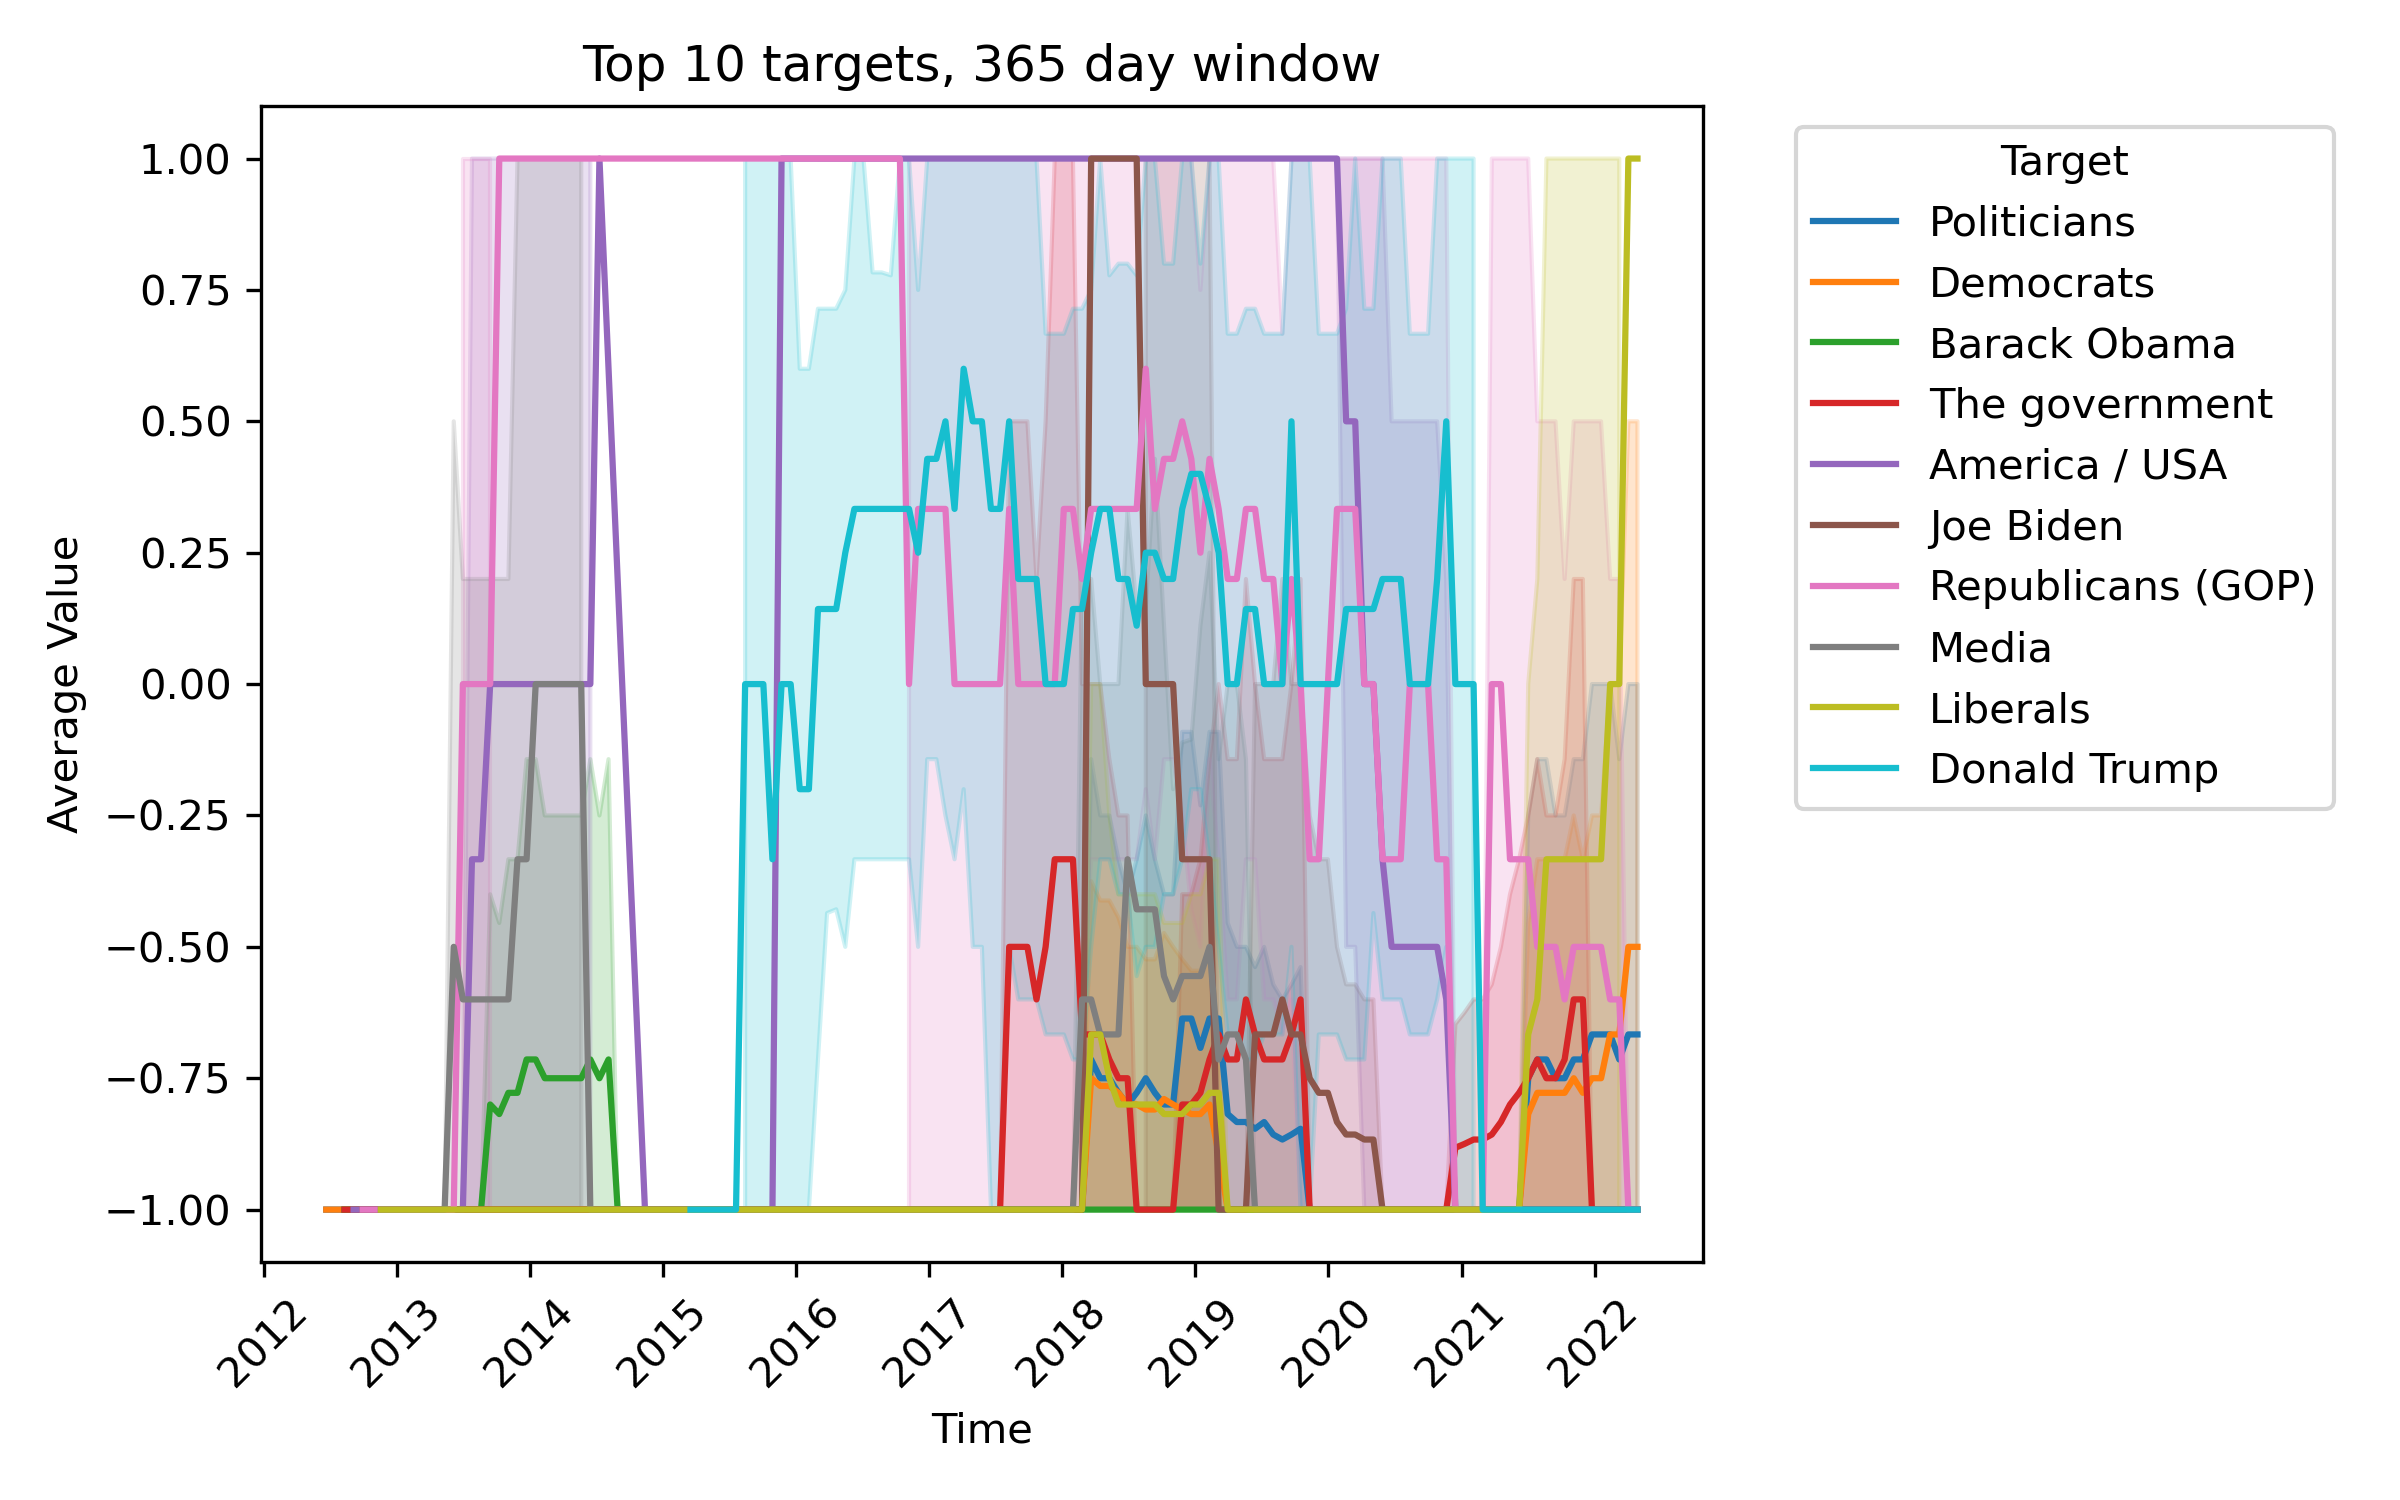 Top 10 targets, 365 day window
Average Value
1.00
0.75
0.50
0.25
0.00
−0.25
−0.50
−0.75
−1.00
2012 2013 2014 2015 2016 2017 2018 2019 2020 2021 2022
Time
Target
Politicians
Democrats
Barack Obama
The government
America / USA
Joe Biden
Republicans (GOP)
Media
Liberals
Donald Trump